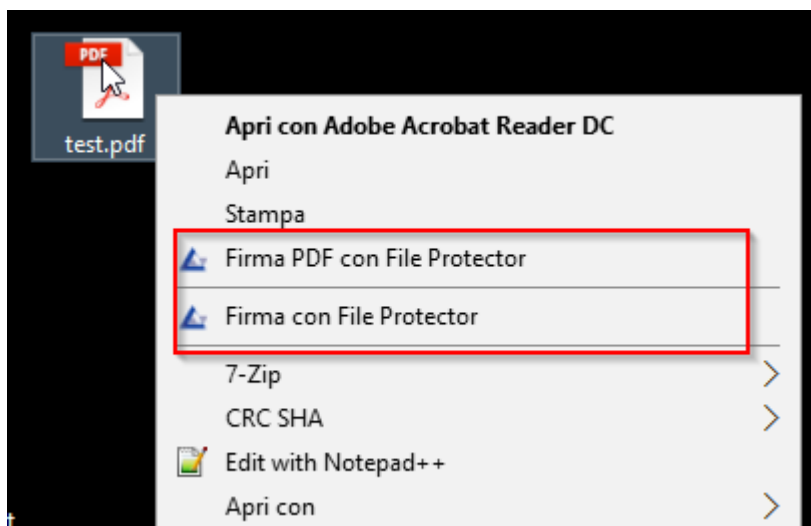 PDF
test.pdf
Apri con Adobe Acrobat Reader DC
Apri
Stampa
Firma PDF con File Protector
Firma con File Protector
7-Zip
CRC SHA
Edit with Notepad++
Apri con
t